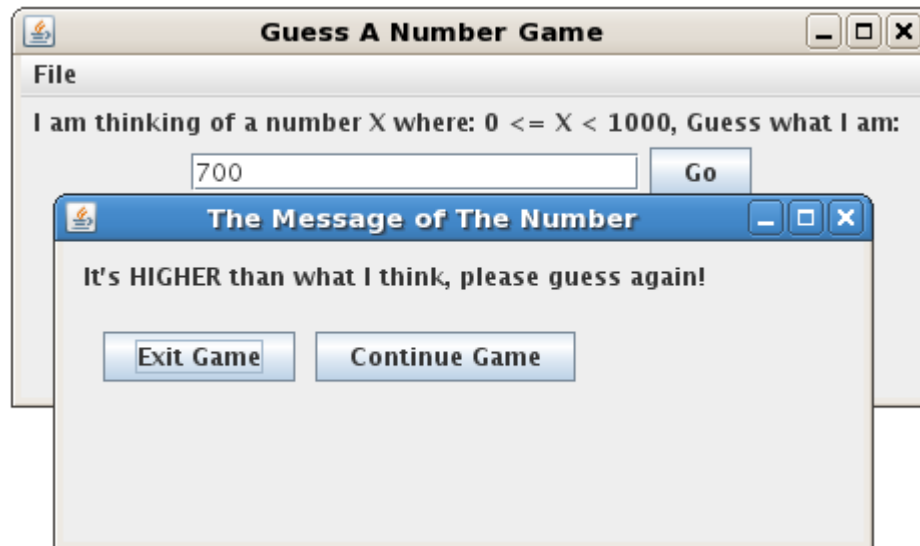 Guess A Number Game
File
I am thinking of a number X where: 0 <= X < 1000, Guess what I am:
700 Go
The Message of The Number
It's HIGHER than what I think, please guess again!
Exit Game Continue Game